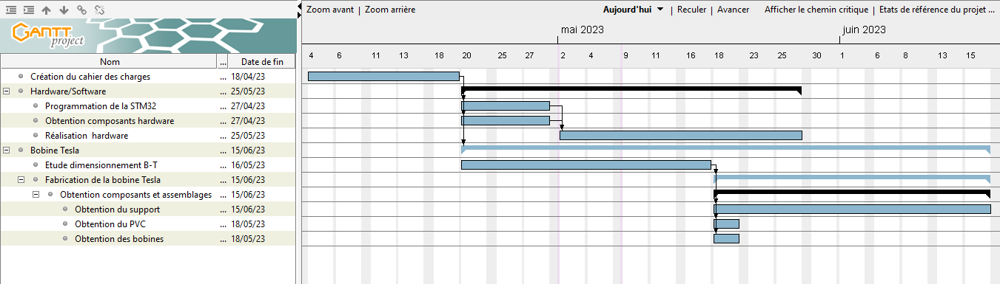 Zoom avant | Zoom arrière Aujourd'hui | Reculer | Avancer Afficher le chemin critique | Etats de référence du projet ...
GANTT project
mai 2023 juin 2023
4 6 11 13 18 20 25 27 2 4 9 11 16 18 23 25 30 1 6 8 13 15
Nom ... Date de fin
Création du cahier des charges ... 18/04/23
Hardware/Software ... 25/05/23
Programmation de la STM32 ... 27/04/23
Obtention composants hardware ... 27/04/23
Réalisation hardware ... 25/05/23
Bobine Tesla ... 15/06/23
Etude dimensionnement B-T ... 16/05/23
Fabrication de la bobine Tesla ... 15/06/23
Obtention composants et assemblages ... 15/06/23
Obtention du support ... 15/06/23
Obtention du PVC ... 18/05/23
Obtention des bobines ... 18/05/23